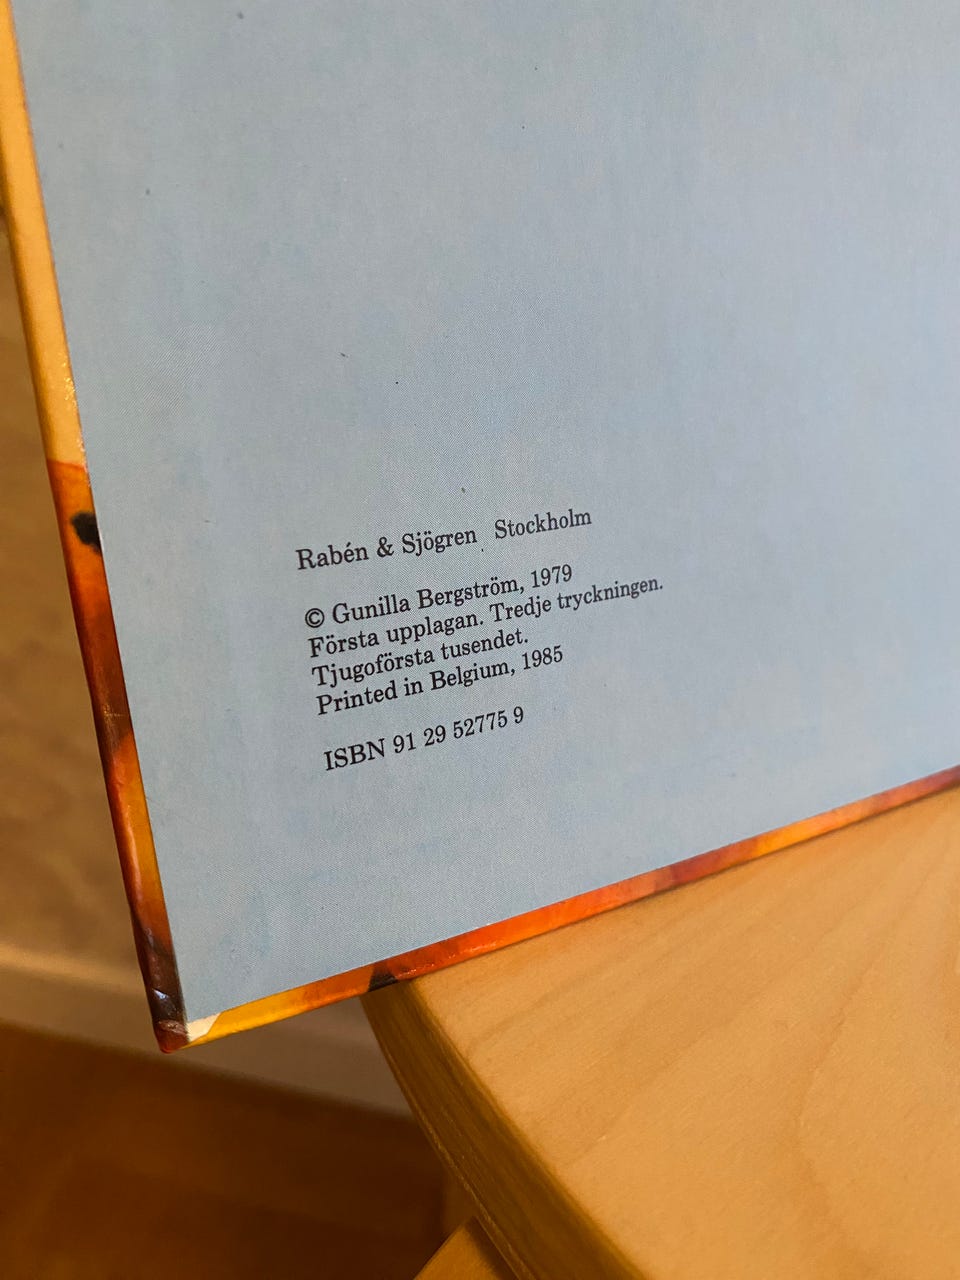 Rabén & Sjögren Stockholm
© Gunilla Bergström, 1979
Första upplagan. Tredje tryckningen.
Tjugoförsta tusendet.
Printed in Belgium, 1985
ISBN 91 29 52775 9